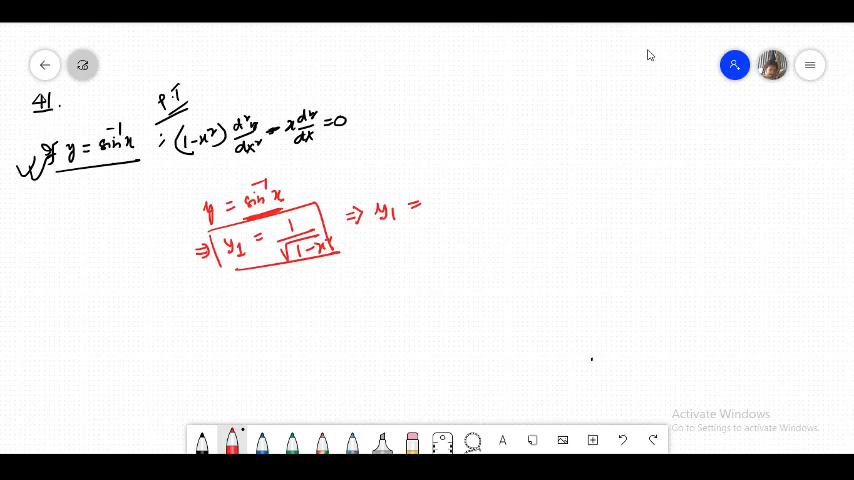 41.
P.T
If y = sin⁻¹x ; (1-x²) d²y/dx² - x dy/dx = 0
y = sin⁻¹x
⇒ y₁ = 1/√(1-x²) ⇒ y₁ =
Activate Windows
Go to Settings to activate Windows.
A